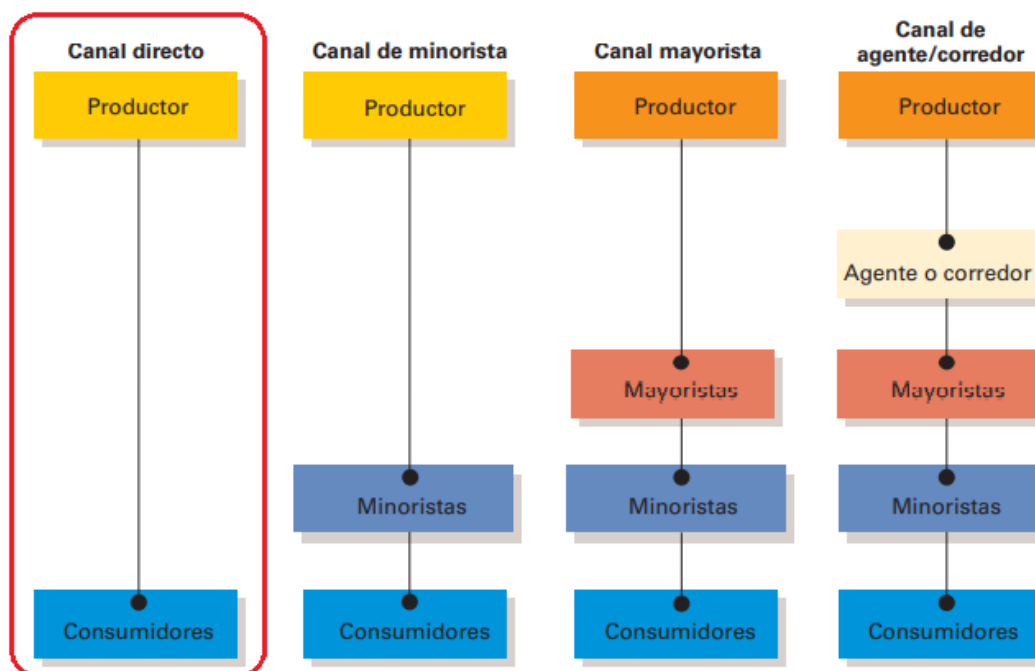 Canal directo
Canal de minorista
Canal mayorista
Canal de
agente/corredor
Productor
Productor
Productor
Productor
Agente o corredor
Mayoristas
Mayoristas
Minoristas
Minoristas
Minoristas
Consumidores
Consumidores
Consumidores
Consumidores